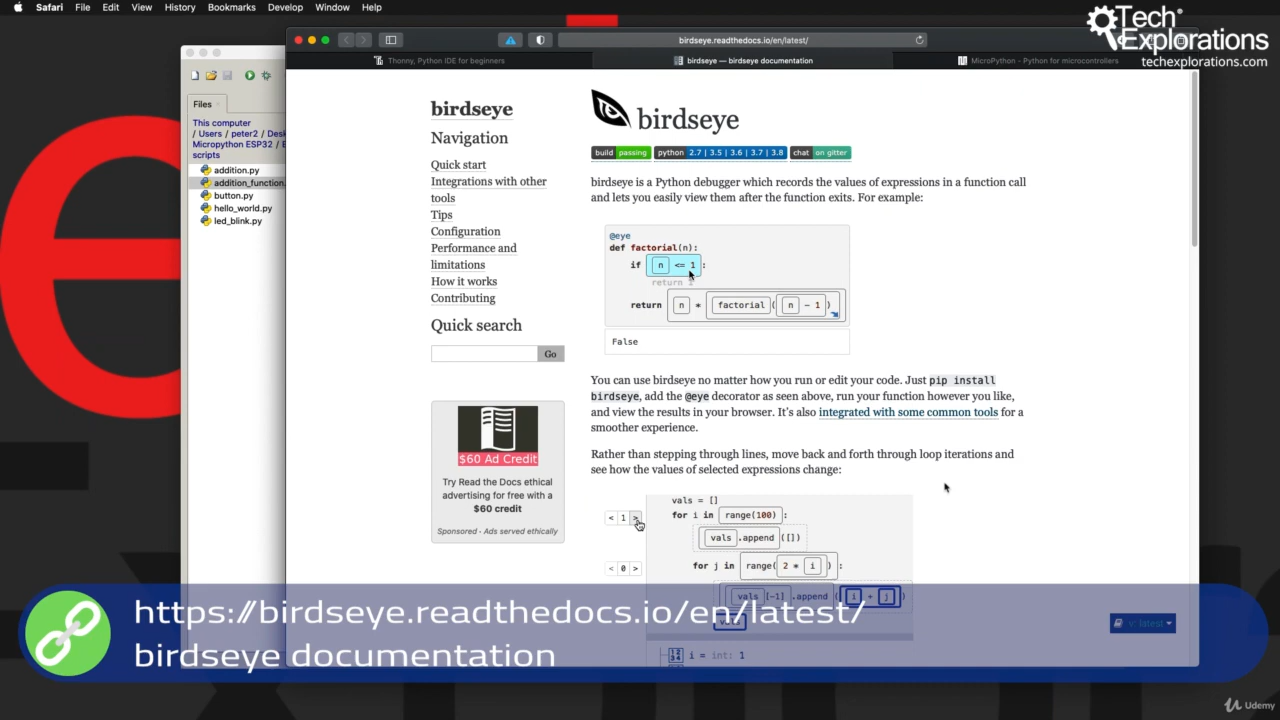 Safari File Edit View History Bookmarks Develop Window Help
Tech
Explorations
techexplorations.com
birdseye.readthedocs.io/en/latest/
Thonny, Python IDE for beginners
birdseye — birdseye documentation
MicroPython - Python for microcontrollers
Files
This computer
/ Users / peter2 / Desk
Micropython ESP32 / E
scripts
addition.py
addition_function.
button.py
hello_world.py
led_blink.py
birdseye
Navigation
Quick start
Integrations with other
tools
Tips
Configuration
Performance and
limitations
How it works
Contributing
Quick search
Go
$60 Ad Credit
Try Read the Docs ethical
advertising for free with a
$60 credit
Sponsored · Ads served ethically
birdseye
build passing python 2.7 | 3.5 | 3.6 | 3.7 | 3.8 chat on gitter
birdseye is a Python debugger which records the values of expressions in a function call
and lets you easily view them after the function exits. For example:
@eye
def factorial(n):
if n <= 1 :
return 1
return n * factorial ( n - 1 )
False
You can use birdseye no matter how you run or edit your code. Just pip install
birdseye, add the @eye decorator as seen above, run your function however you like,
and view the results in your browser. It's also integrated with some common tools for a
smoother experience.
Rather than stepping through lines, move back and forth through loop iterations and
see how the values of selected expressions change:
vals = []
< 1 > for i in range(100) :
vals .append ([])
< 0 > for j in range( 2 * i ) :
vals [-1] .append ( i + j )
vals
i = int: 1
v: latest
https://birdseye.readthedocs.io/en/latest/
birdseye documentation
Udemy